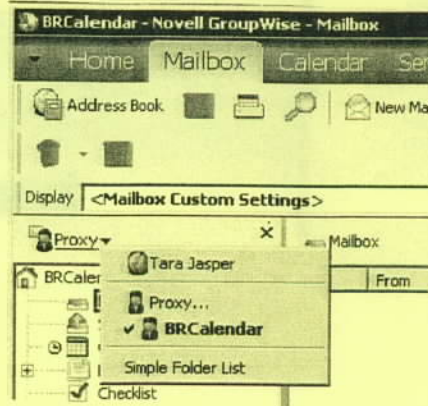 BRCalendar - Novell GroupWise - Mailbox
Home Mailbox Calendar
Address Book New Ma
Display <Mailbox Custom Settings>
Proxy x Mailbox
BRCaler From
Tara Jasper
Proxy...
BRCalendar
Simple Folder List
Checklist